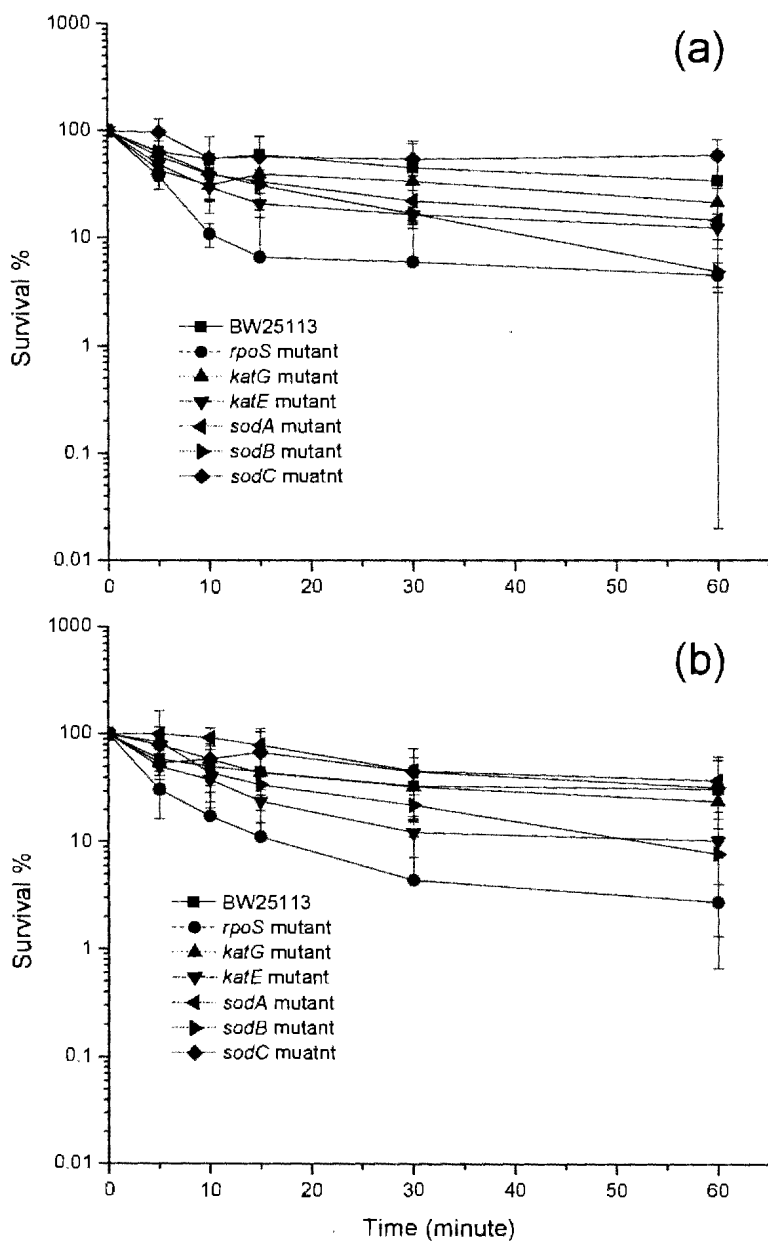 (a)
1000
100
10
1
0.1
0.01
Survival %
BW25113
rpoS mutant
katG mutant
katE mutant
sodA mutant
sodB mutant
sodC muatnt
0 10 20 30 40 50 60
(b)
1000
100
10
1
0.1
0.01
Survival %
BW25113
rpoS mutant
katG mutant
katE mutant
sodA mutant
sodB mutant
sodC muatnt
0 10 20 30 40 50 60
Time (minute)